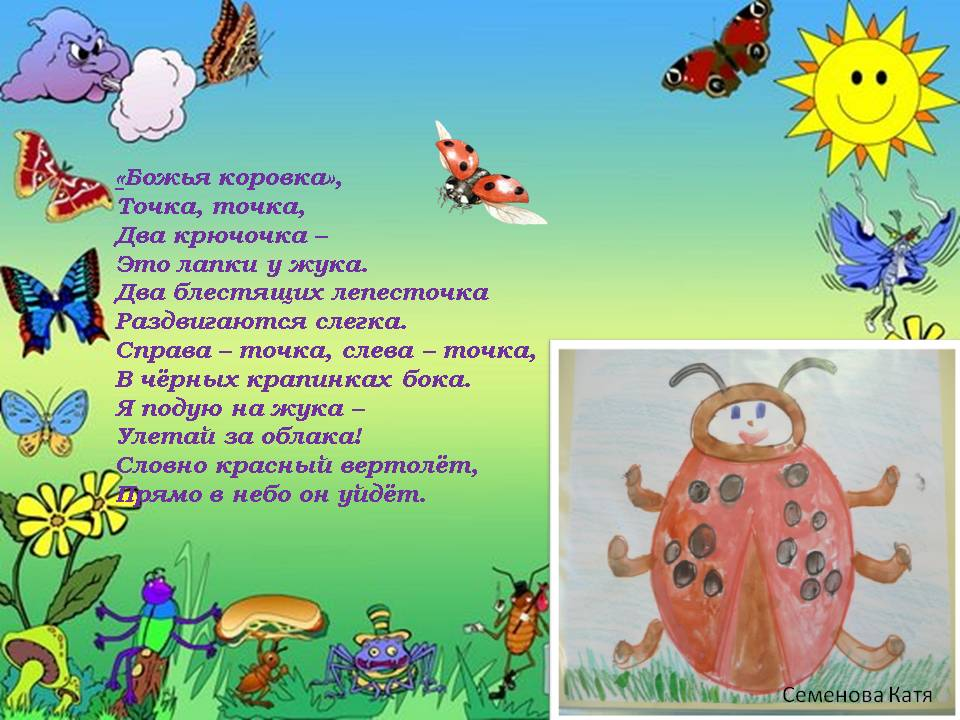 «Божья коровка»,
Точка, точка,
Два крючочка –
Это лапки у жука.
Два блестящих лепесточка
Раздвигаются слегка.
Справа – точка, слева – точка,
В чёрных крапинках бока.
Я подую на жука –
Улетай за облака!
Словно красный вертолёт,
Прямо в небо он уйдёт.
Семенова Катя